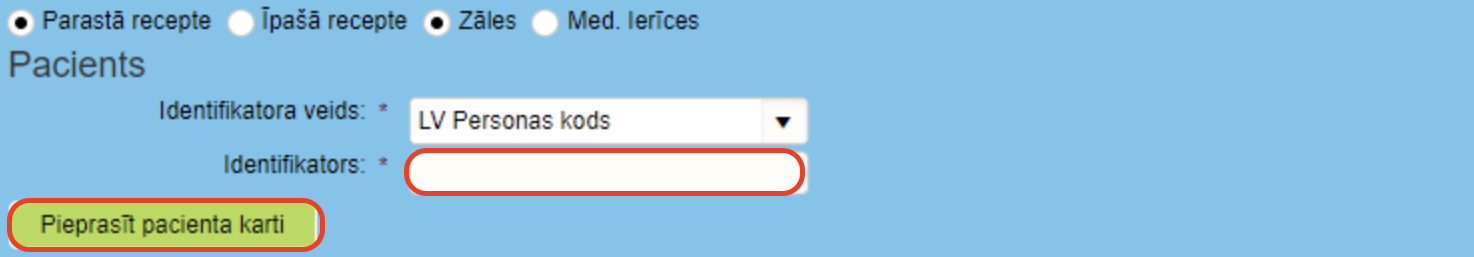 Parastā recepte Īpašā recepte Zāles Med. Ierīces
Pacients
Identifikatora veids: * LV Personas kods
Identifikators: *
Pieprasīt pacienta karti